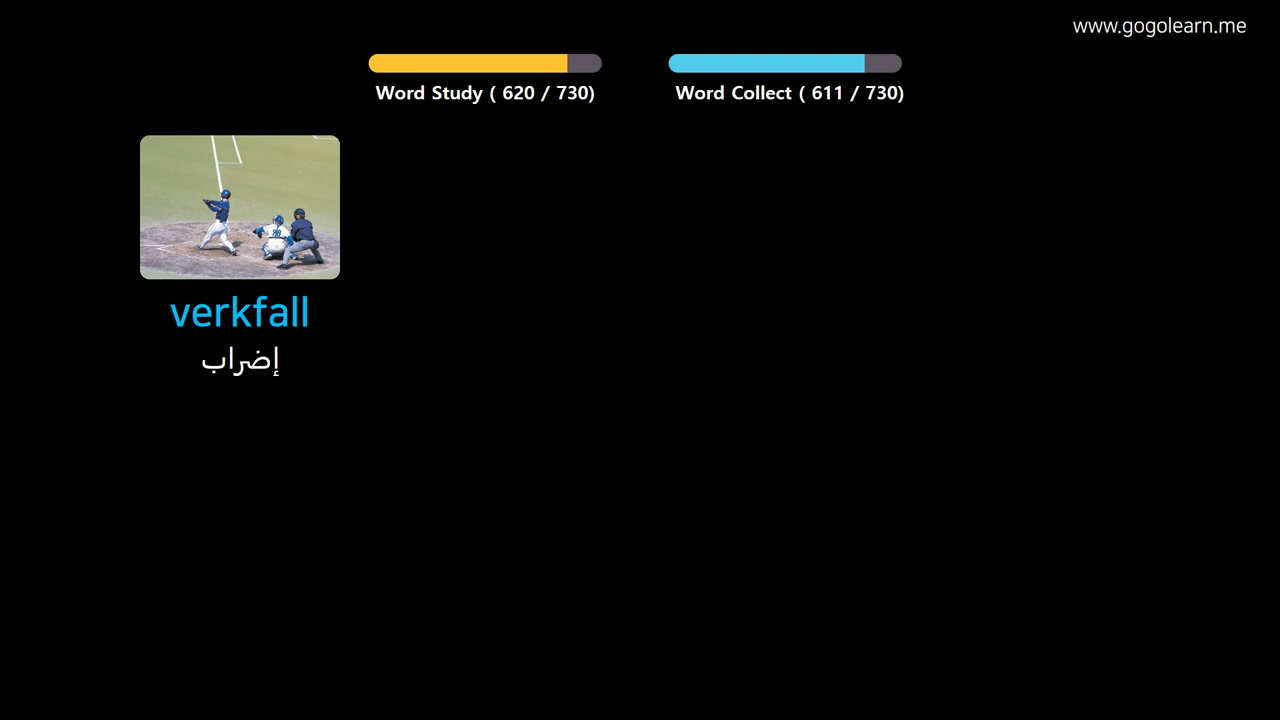 www.gogolearn.me
Word Study ( 620 / 730)
Word Collect ( 611 / 730)
verkfall
إضراب